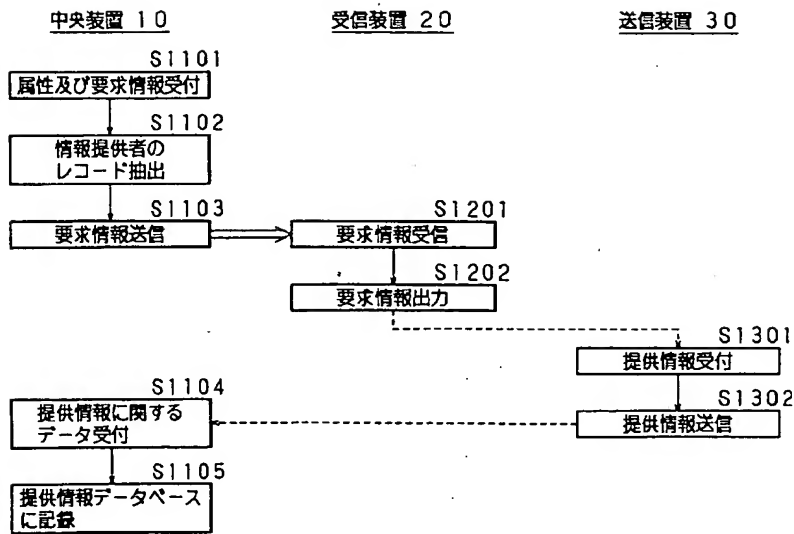 中央装置 10
受信装置 20
送信装置 30
S1101
属性及び要求情報受付
S1102
情報提供者の
レコード抽出
S1103
要求情報送信
S1201
要求情報受信
S1202
要求情報出力
S1301
提供情報受付
S1302
提供情報送信
S1104
提供情報に関する
データ受付
S1105
提供情報データベース
に記録